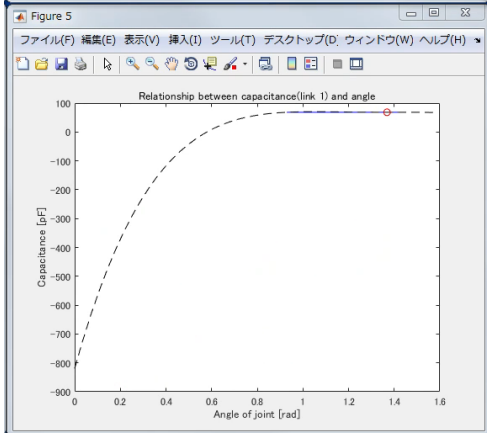 Figure 5
ファイル(F) 編集(E) 表示(V) 挿入(I) ツール(T) デスクトップ(D) ウィンドウ(W) ヘルプ(H)
Relationship between capacitance(link 1) and angle
100
0
-100
-200
-300
-400
-500
-600
-700
-800
-900
Capacitance [pF]
0 0.2 0.4 0.6 0.8 1 1.2 1.4 1.6
Angle of joint [rad]